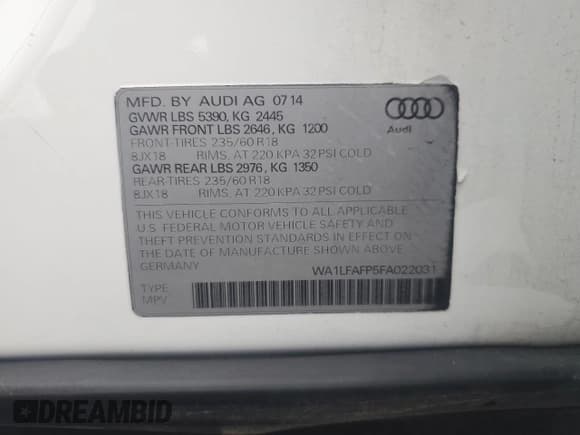 MFD. BY AUDI AG 07 14
GVWR LBS 5390, KG 2445
GAWR FRONT LBS 2646, KG 1200
FRONT-TIRES 235/60 R18
8JX18 RIMS, AT 220 KPA 32 PSI COLD
GAWR REAR LBS 2976, KG 1350
REAR-TIRES 235/60 R18
8JX18 RIMS, AT 220 KPA 32 PSI COLD
THIS VEHICLE CONFORMS TO ALL APPLICABLE
U.S. FEDERAL MOTOR VEHICLE SAFETY AND
THEFT PREVENTION STANDARDS IN EFFECT ON
THE DATE OF MANUFACTURE SHOWN ABOVE
GERMANY
WA1LFAFP5FA022031
TYPE
MPV
Audi
DREAMBID